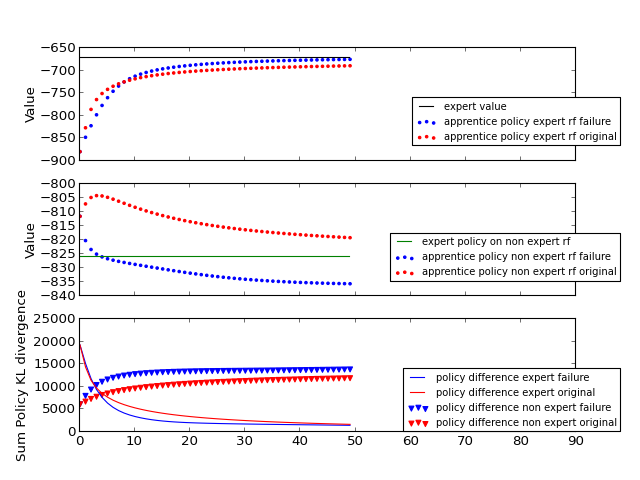 −650
−700
−750
−800
−850
−900
Value
expert value
apprentice policy expert rf failure
apprentice policy expert rf original
−800
−805
−810
−815
−820
−825
−830
−835
−840
Value
expert policy on non expert rf
apprentice policy non expert rf failure
apprentice policy non expert rf original
25000
20000
15000
10000
5000
0
Sum Policy KL divergence
policy difference expert failure
policy difference expert original
policy difference non expert failure
policy difference non expert original
0 10 20 30 40 50 60 70 80 90